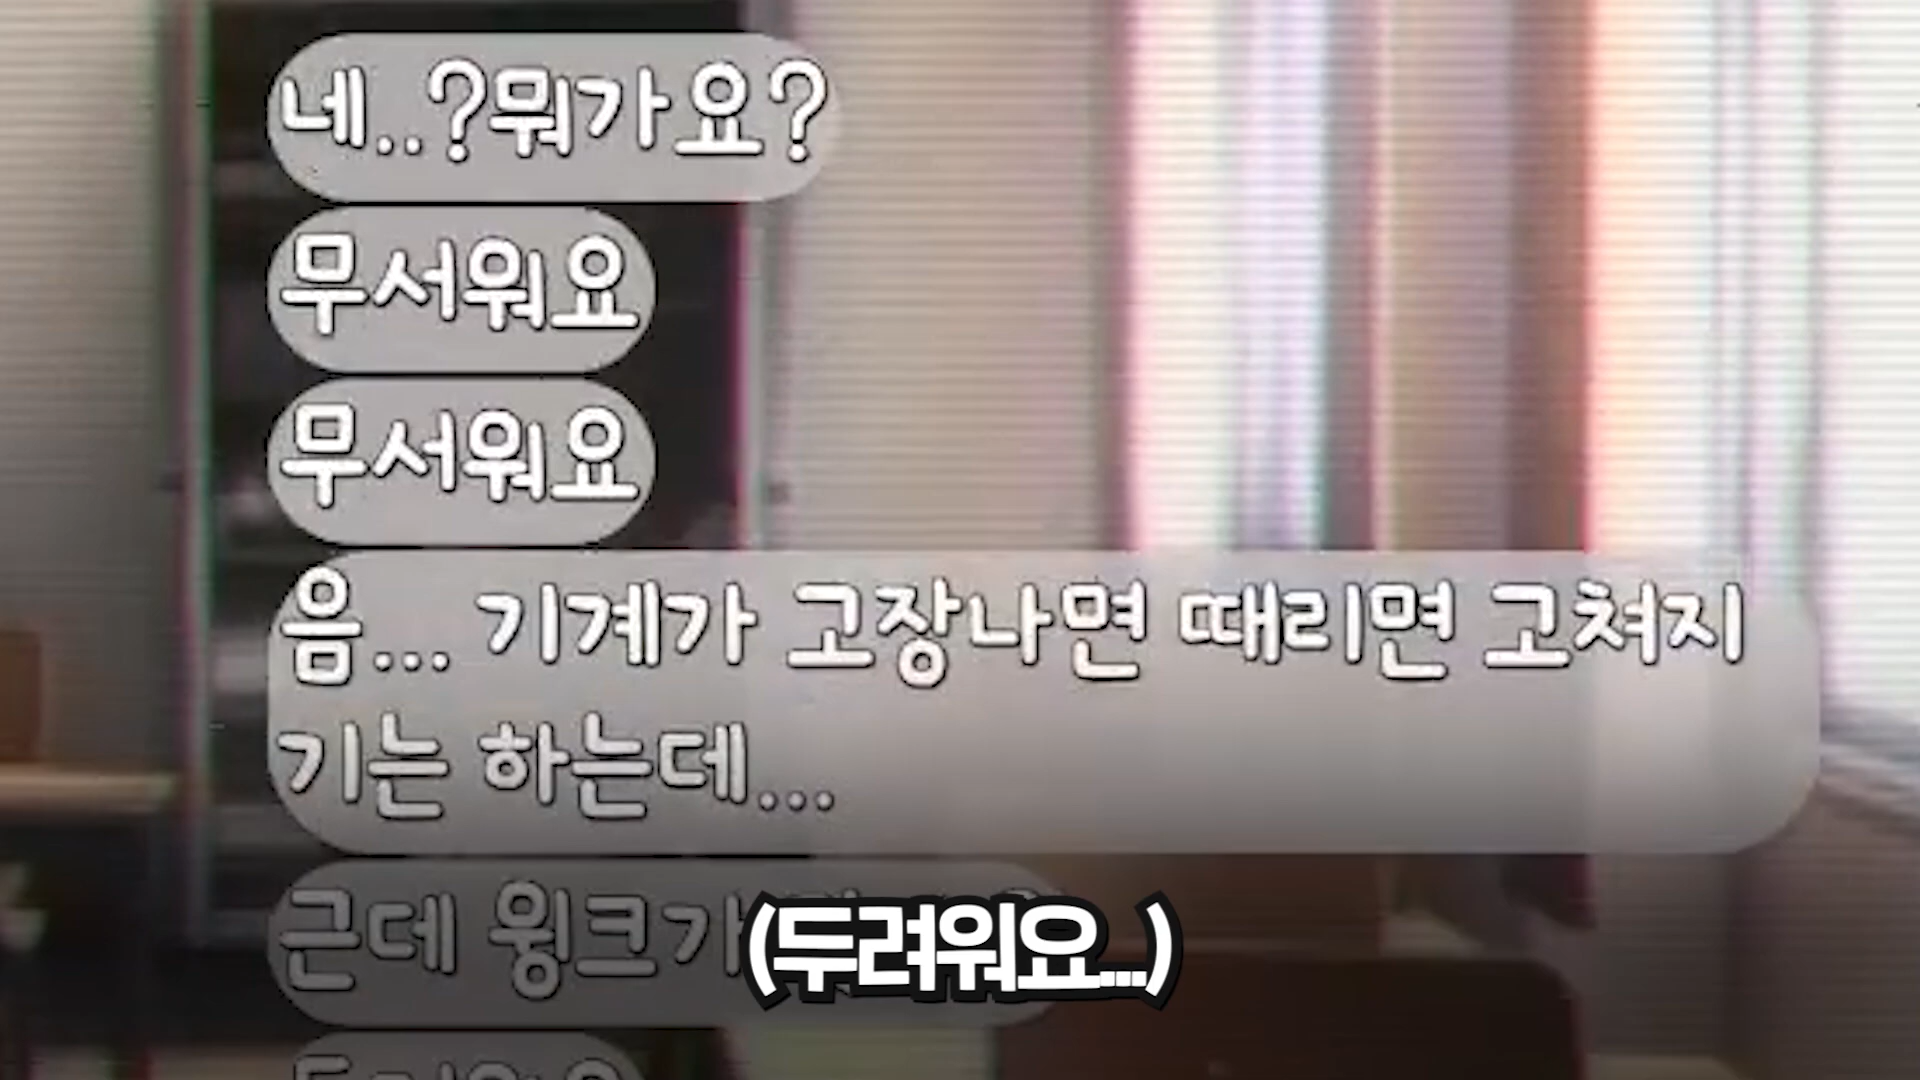 네..?뭐가요?
무서워요
무서워요
음... 기계가 고장나면 때리면 고쳐지
기는 하는데...
근데 윙크가
(두려워요...)